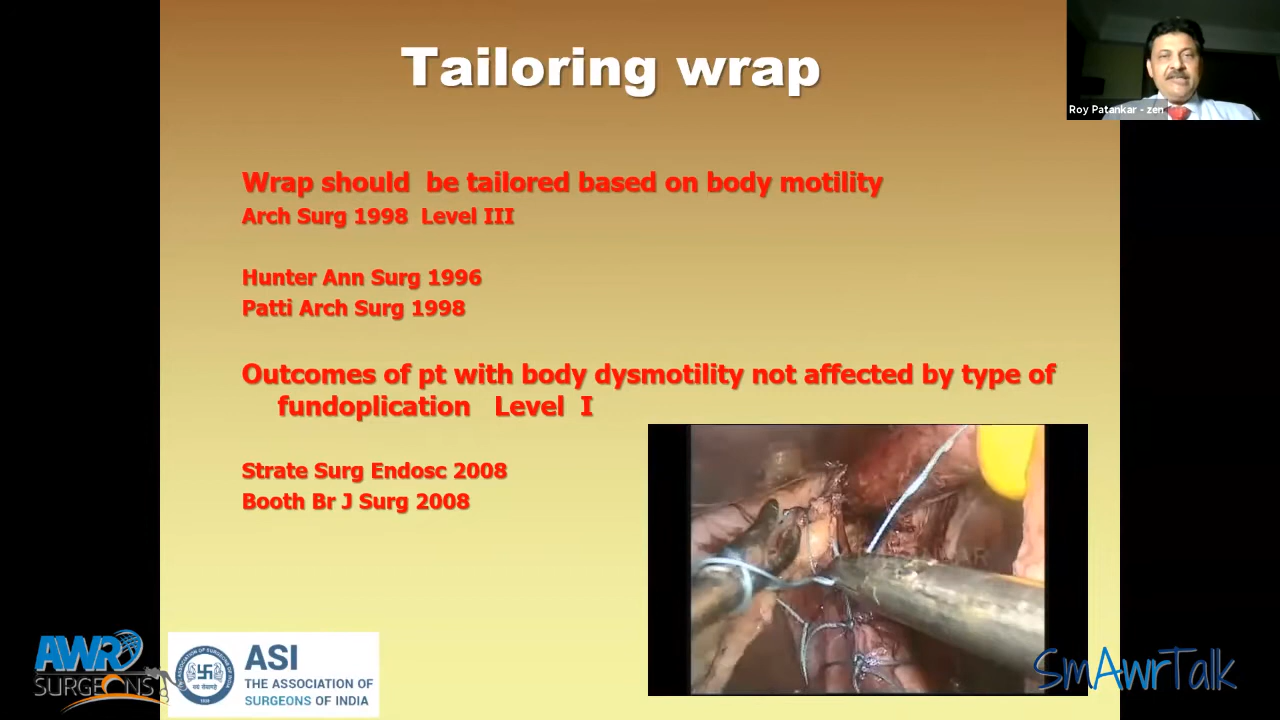 Tailoring wrap
Roy Patankar - zen
Wrap should be tailored based on body motility
Arch Surg 1998 Level III
Hunter Ann Surg 1996
Patti Arch Surg 1998
Outcomes of pt with body dysmotility not affected by type of
fundoplication Level I
Strate Surg Endosc 2008
Booth Br J Surg 2008
AWR
SURGEONS
ASI
THE ASSOCIATION OF
SURGEONS OF INDIA
SmAwrTalk